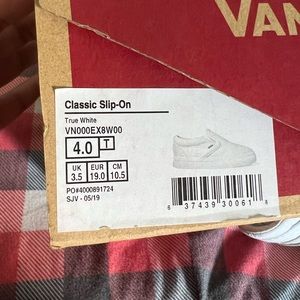 VAN
Classic Slip-On
True White
VN000EX8W00
4.0 T
UK EUR CM
3.5 19.0 10.5
PO#4000891724
SJV - 05/19
6 37439 30061 8